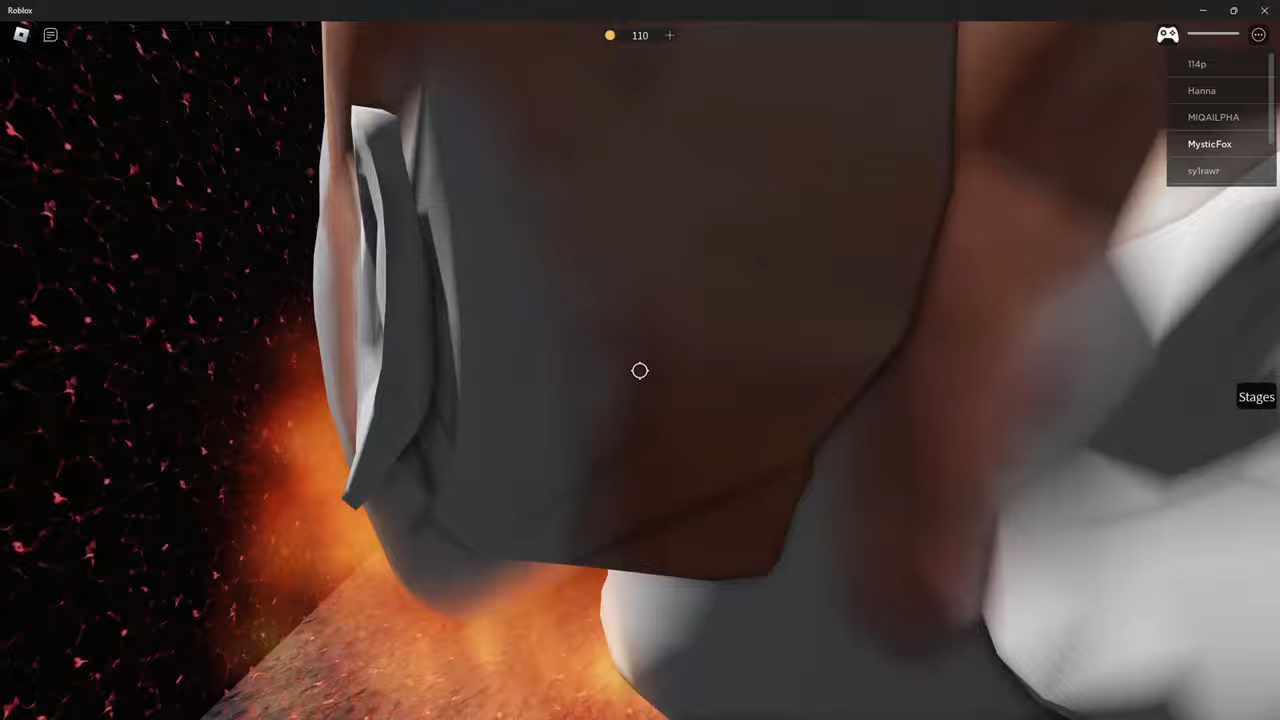 Roblox
110
114p
Hanna
MIQAILPHA
MysticFox
sy1rawr
Stages